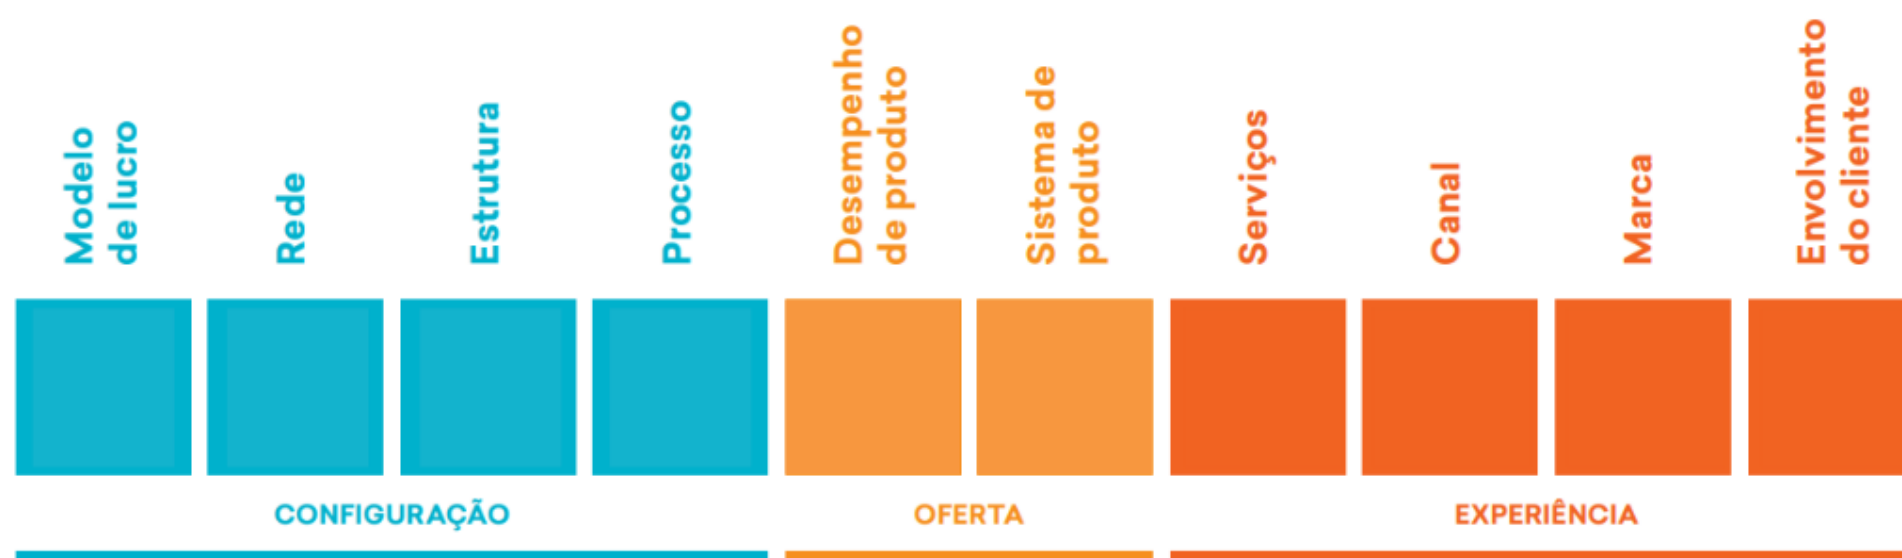 Modelo
de lucro
Rede
Estrutura
Processo
Desempenho
de produto
Sistema de
produto
Serviços
Canal
Marca
Envolvimento
do cliente
CONFIGURAÇÃO
OFERTA
EXPERIÊNCIA